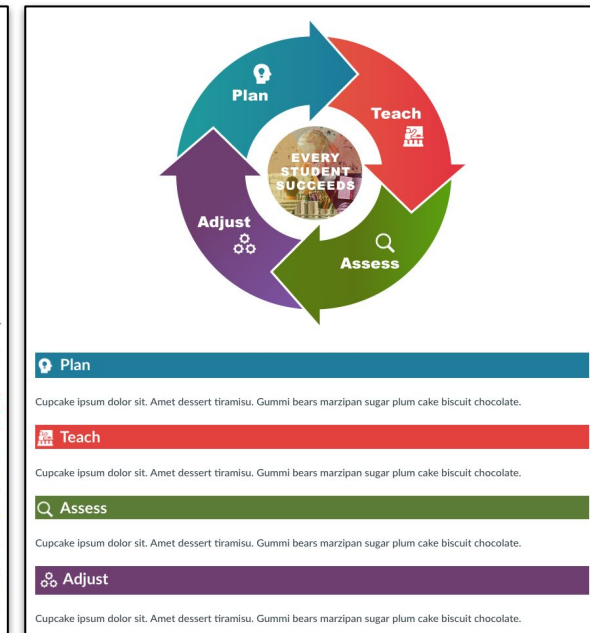 Plan
Teach
EVERY
STUDENT
SUCCEEDS
Adjust
Assess
Plan
Cupcake ipsum dolor sit. Amet dessert tiramisu. Gummi bears marzipan sugar plum cake biscuit chocolate.
Teach
Cupcake ipsum dolor sit. Amet dessert tiramisu. Gummi bears marzipan sugar plum cake biscuit chocolate.
Assess
Cupcake ipsum dolor sit. Amet dessert tiramisu. Gummi bears marzipan sugar plum cake biscuit chocolate.
Adjust
Cupcake ipsum dolor sit. Amet dessert tiramisu. Gummi bears marzipan sugar plum cake biscuit chocolate.